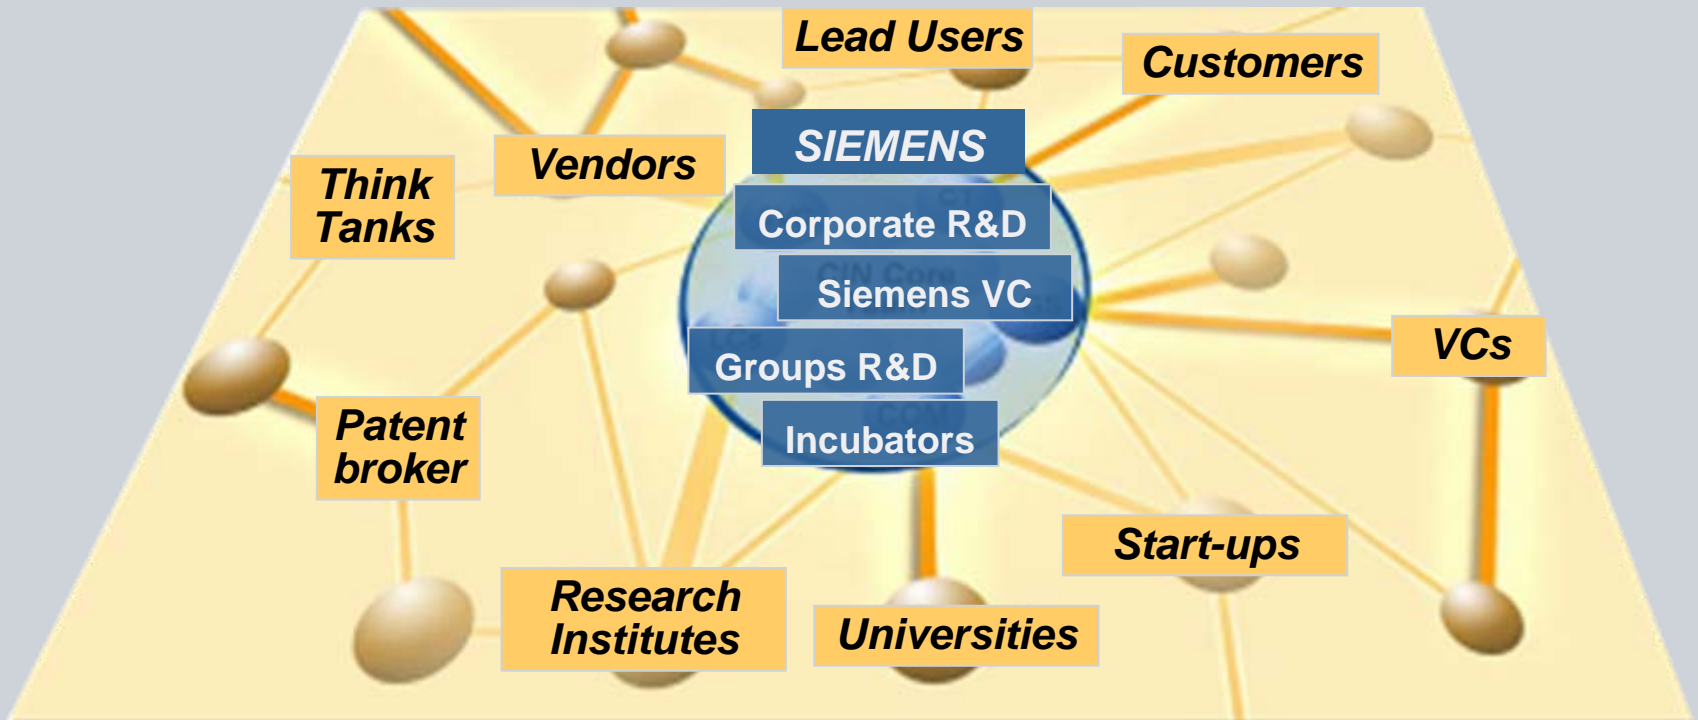 Lead Users
Customers
SIEMENS
Vendors
Think
Tanks
Corporate R&D
Siemens VC
VCs
Groups R&D
Patent
broker
Incubators
Start-ups
Research
Institutes
Universities